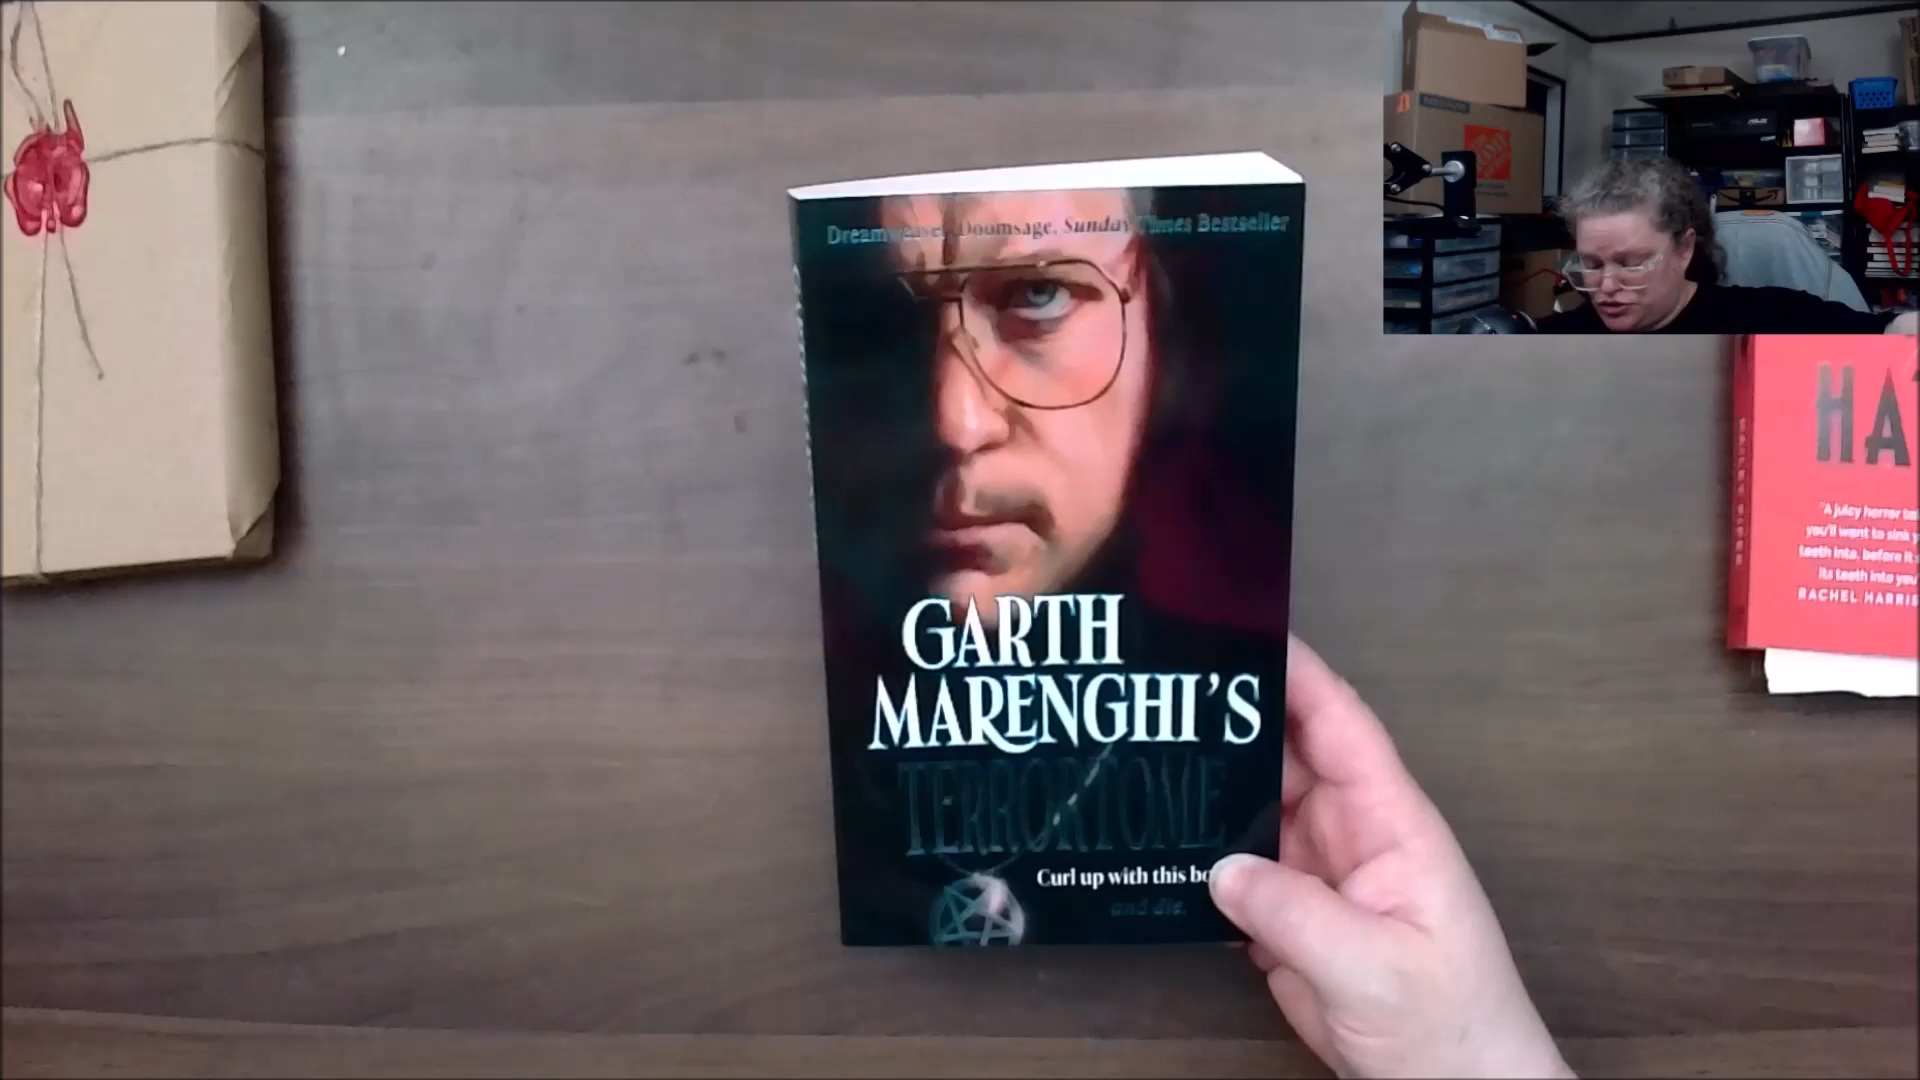 Dreamweaver, Doomsage, Sunday Times Bestseller
GARTH
MARENGHI'S
TERRORTOME
Curl up with this bo
and die.
HA
"A juicy horror ta
you'll want to sink y
teeth into, before it
its teeth into you
RACHEL HARRIS